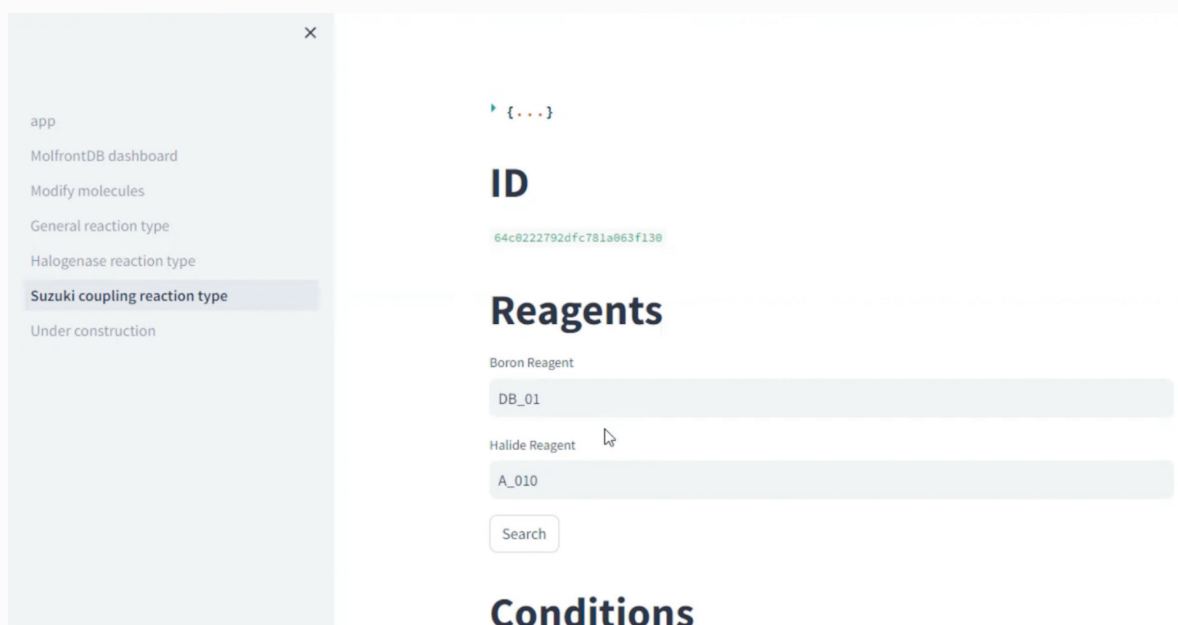 ×
app
MolfrontDB dashboard
Modify molecules
General reaction type
Halogenase reaction type
Suzuki coupling reaction type
Under construction
{...}
ID
64c0222792dfc781a063f130
Reagents
Boron Reagent
DB_01
Halide Reagent
A_010
Search
Conditions